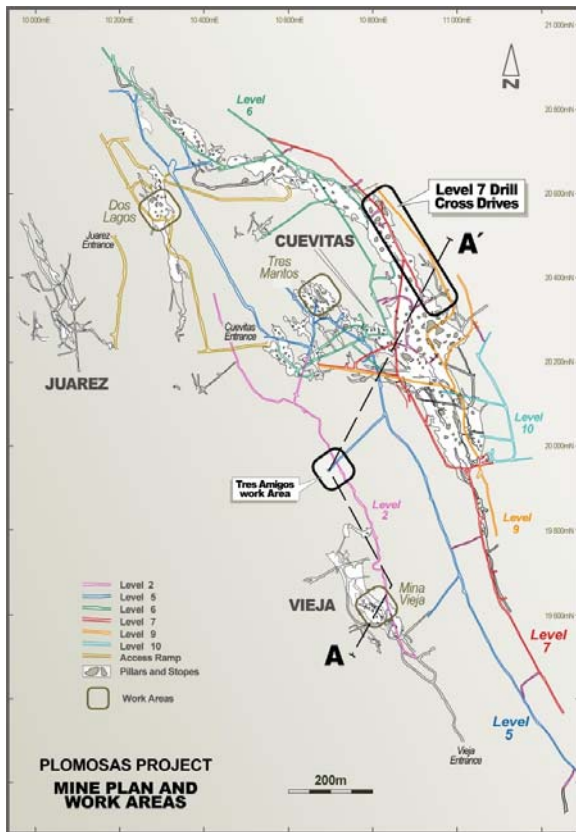 10 000mE
10.200mE
10.400mE
10.600mE
10.800mE
11 000mE
21 000mN
Level
6
20.800mN
N
Level 7 Drill
Cross Drives
20.600mN
Dos
Lagos
Juarez
Entrance
CUEVITAS
A´
Tres
Mantos
20.400mN
Cuevitas
Entrance
20.200mN
JUAREZ
Level
10
20.000mN
Tres Amigos
work Area
Level
2
Level
9
19.800mN
Level 2
Level 5
Level 6
Level 7
Level 9
Level 10
Access Ramp
Pillars and Stopes
Work Areas
VIEJA
Mina
Vieja
19.600mN
A
Level
7
Level
5
Vieja
Entrance
PLOMOSAS PROJECT
MINE PLAN AND
WORK AREAS
200m